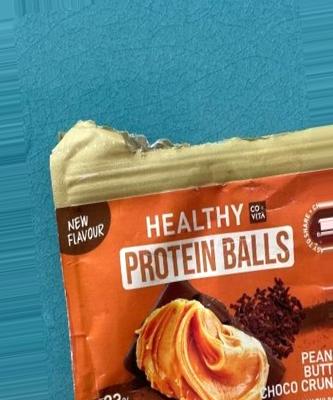 NEW
FLAVOUR
HEALTHY
CO
VITA
PROTEIN BALLS
PEAN
BUTT
CHOCO CRUN